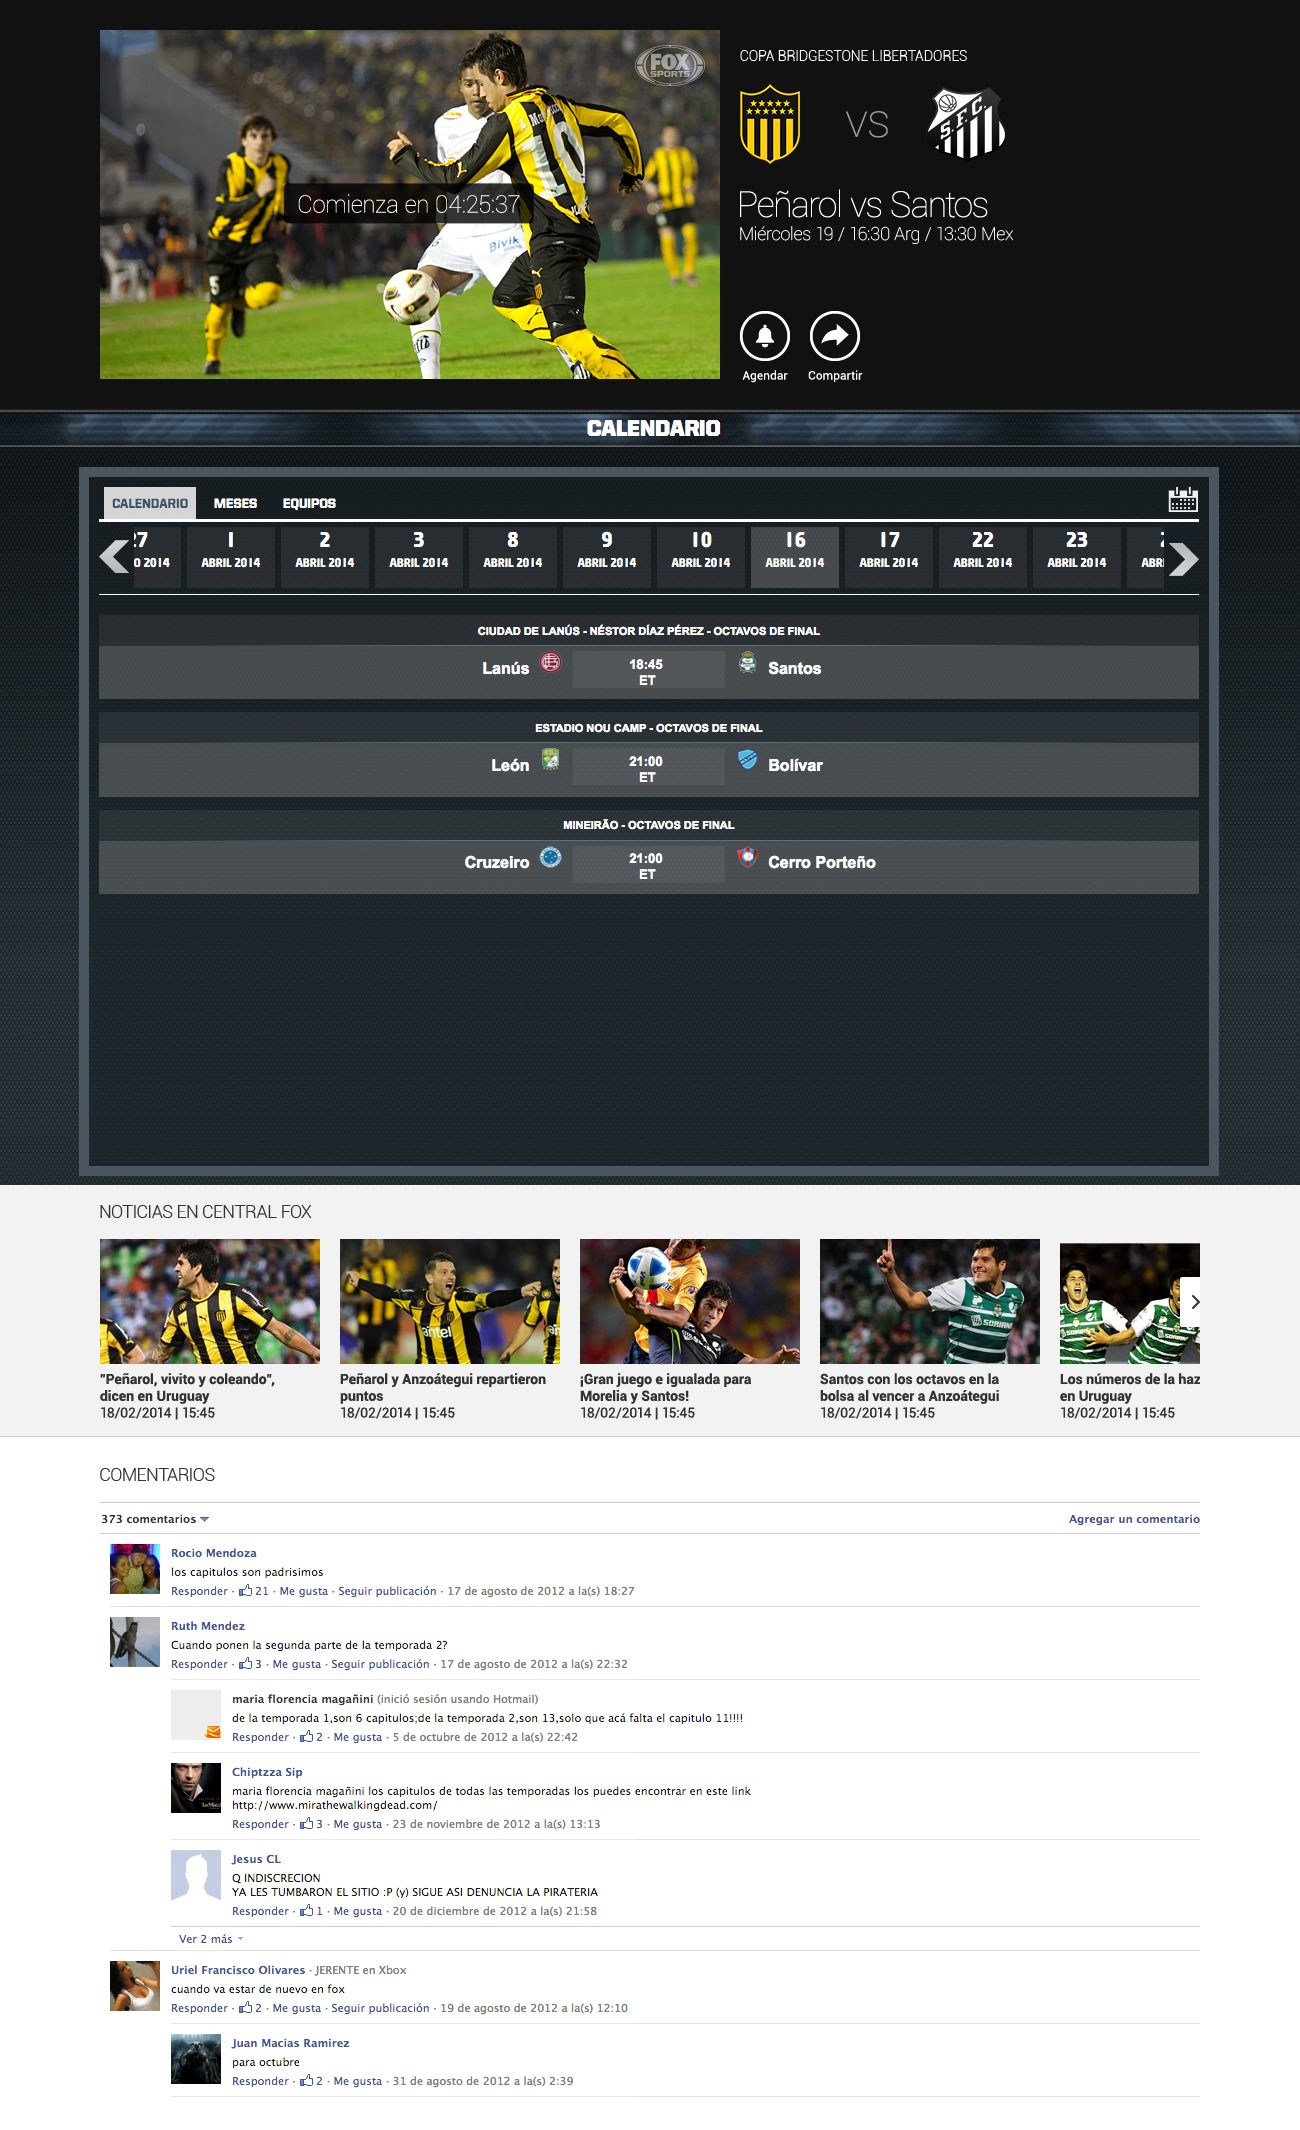 FOX
SPORTS
COPA BRIDGESTONE LIBERTADORES
S.F.C.
VS
10
5
Bivik
Comienza en 04:25:37
Peñarol vs Santos
Miércoles 19 / 16:30 Arg / 13:30 Mex
Agendar Compartir
CALENDARIO
CALENDARIO MESES EQUIPOS
27 1 2 3 8 9 10 16 17 22 23
O 2014 ABRIL 2014 ABRIL 2014 ABRIL 2014 ABRIL 2014 ABRIL 2014 ABRIL 2014 ABRIL 2014 ABRIL 2014 ABRIL 2014 ABRIL 2014 ABRI
CIUDAD DE LANÚS - NÉSTOR DÍAZ PÉREZ - OCTAVOS DE FINAL
Lanús 18:45 Santos
ET
ESTADIO NOU CAMP - OCTAVOS DE FINAL
León 21:00 Bolívar
ET
MINEIRÃO - OCTAVOS DE FINAL
Cruzeiro 21:00 Cerro Porteño
ET
NOTICIAS EN CENTRAL FOX
"Peñarol, vivito y coleando",
dicen en Uruguay
18/02/2014 | 15:45
Peñarol y Anzoátegui repartieron
puntos
18/02/2014 | 15:45
¡Gran juego e igualada para
Morelia y Santos!
18/02/2014 | 15:45
Santos con los octavos en la
bolsa al vencer a Anzoátegui
18/02/2014 | 15:45
Los números de la haz
en Uruguay
18/02/2014 | 15:45
COMENTARIOS
373 comentarios Agregar un comentario
Rocio Mendoza
los capitulos son padrisimos
Responder · 21 · Me gusta · Seguir publicación · 17 de agosto de 2012 a la(s) 18:27
Ruth Mendez
Cuando ponen la segunda parte de la temporada 2?
Responder · 3 · Me gusta · Seguir publicación · 17 de agosto de 2012 a la(s) 22:32
maria florencia magañini (inició sesión usando Hotmail)
de la temporada 1,son 6 capitulos;de la temporada 2,son 13,solo que acá falta el capitulo 11!!!!
Responder · 2 · Me gusta · 5 de octubre de 2012 a la(s) 22:42
Chiptzza Sip
maria florencia magañini los capitulos de todas las temporadas los puedes encontrar en este link
http://www.mirathewalkingdead.com/
Responder · 3 · Me gusta · 23 de noviembre de 2012 a la(s) 13:13
Jesus CL
Q INDISCRECION
YA LES TUMBARON EL SITIO :P (y) SIGUE ASI DENUNCIA LA PIRATERIA
Responder · 1 · Me gusta · 20 de diciembre de 2012 a la(s) 21:58
Ver 2 más
Uriel Francisco Olivares · JERENTE en Xbox
cuando va estar de nuevo en fox
Responder · 2 · Me gusta · Seguir publicación · 19 de agosto de 2012 a la(s) 12:10
Juan Macias Ramirez
para octubre
Responder · 2 · Me gusta · 31 de agosto de 2012 a la(s) 2:39